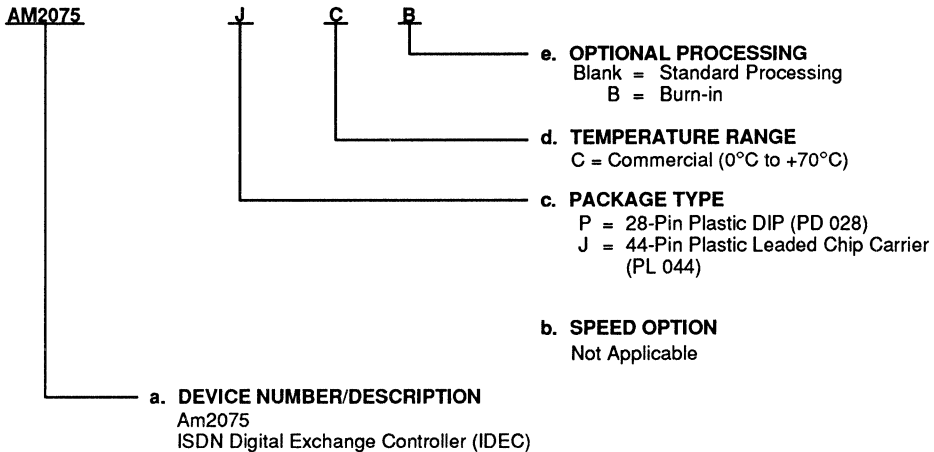 AM2075 J C B
e. OPTIONAL PROCESSING
Blank = Standard Processing
B = Burn-in
d. TEMPERATURE RANGE
C = Commercial (0°C to +70°C)
c. PACKAGE TYPE
P = 28-Pin Plastic DIP (PD 028)
J = 44-Pin Plastic Leaded Chip Carrier
(PL 044)
b. SPEED OPTION
Not Applicable
a. DEVICE NUMBER/DESCRIPTION
Am2075
ISDN Digital Exchange Controller (IDEC)